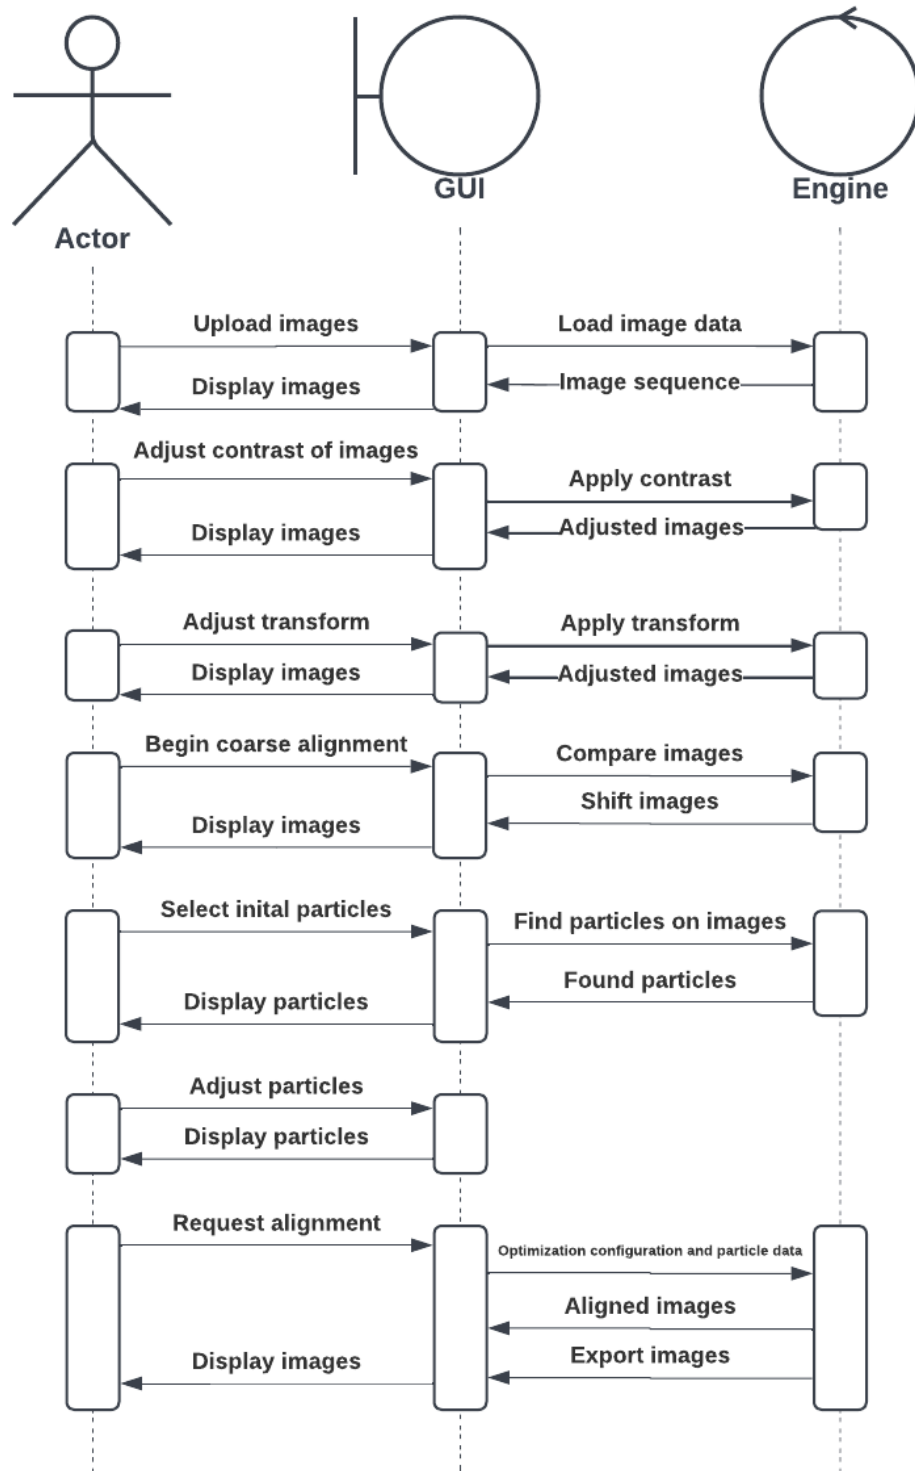 GUI
Engine
Actor
Upload images
Load image data
Display images
Image sequence
Adjust contrast of images
Apply contrast
Display images
Adjusted images
Adjust transform
Apply transform
Display images
Adjusted images
Begin coarse alignment
Compare images
Shift images
Display images
Select inital particles
Find particles on images
Found particles
Display particles
Adjust particles
Display particles
Request alignment
Optimization configuration and particle data
Aligned images
Export images
Display images